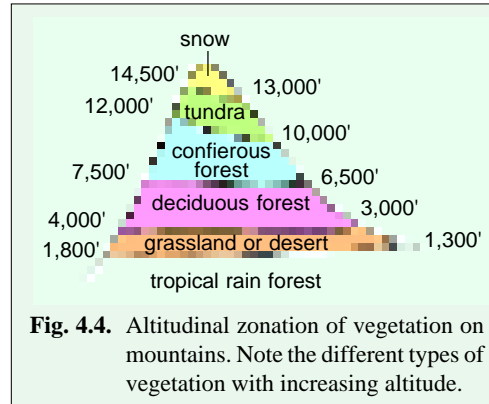 snow
14,500'
13,000'
12,000'
tundra
10,000'
confierous
forest
7,500'
6,500'
deciduous forest
4,000'
3,000'
1,800'
grassland or desert
1,300'
tropical rain forest
Fig. 4.4. Altitudinal zonation of vegetation on
mountains. Note the different types of
vegetation with increasing altitude.